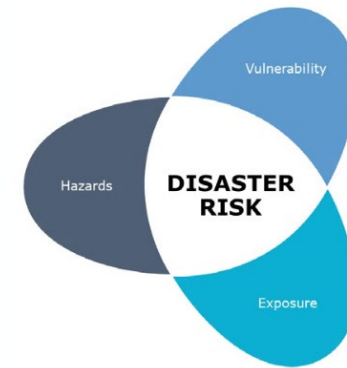 Vulnerability
Hazards
DISASTER
RISK
Exposure